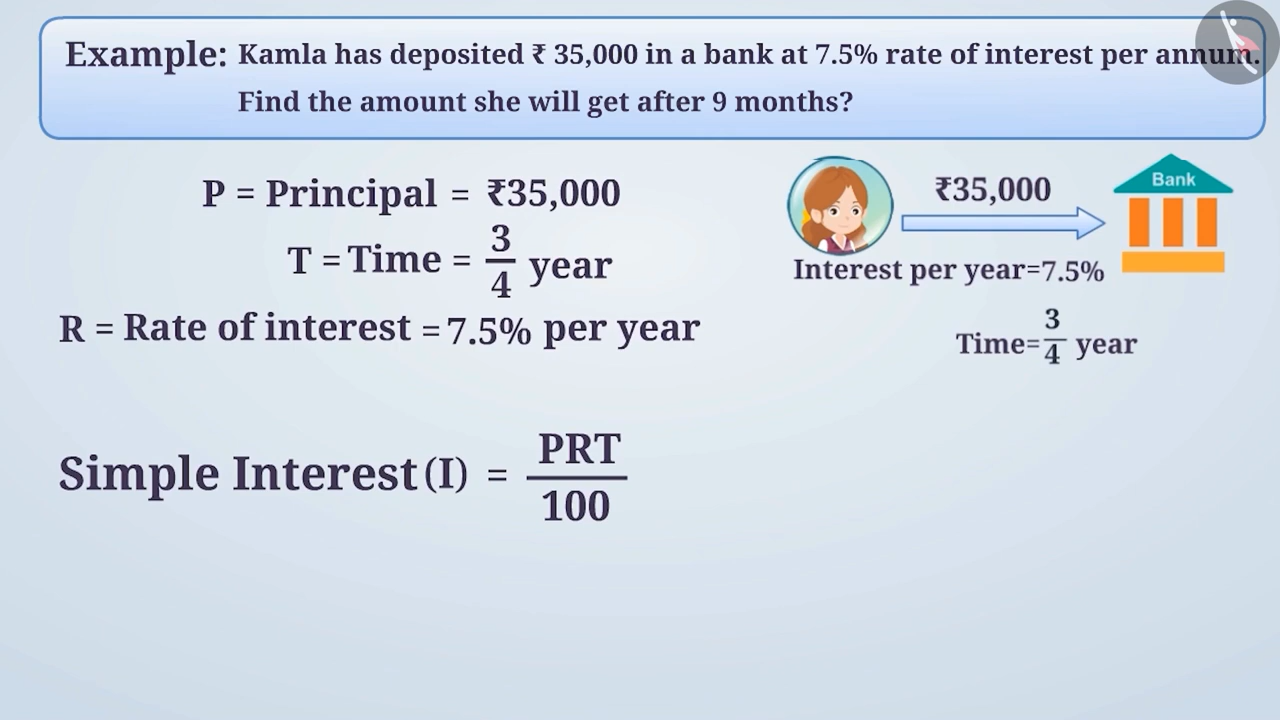 Example: Kamla has deposited ₹ 35,000 in a bank at 7.5% rate of interest per annum.
Find the amount she will get after 9 months?
P = Principal = ₹35,000
T = Time = 3/4 year
R = Rate of interest = 7.5% per year
₹35,000
Bank
Interest per year=7.5%
Time=3/4 year
Simple Interest (I) = PRT/100